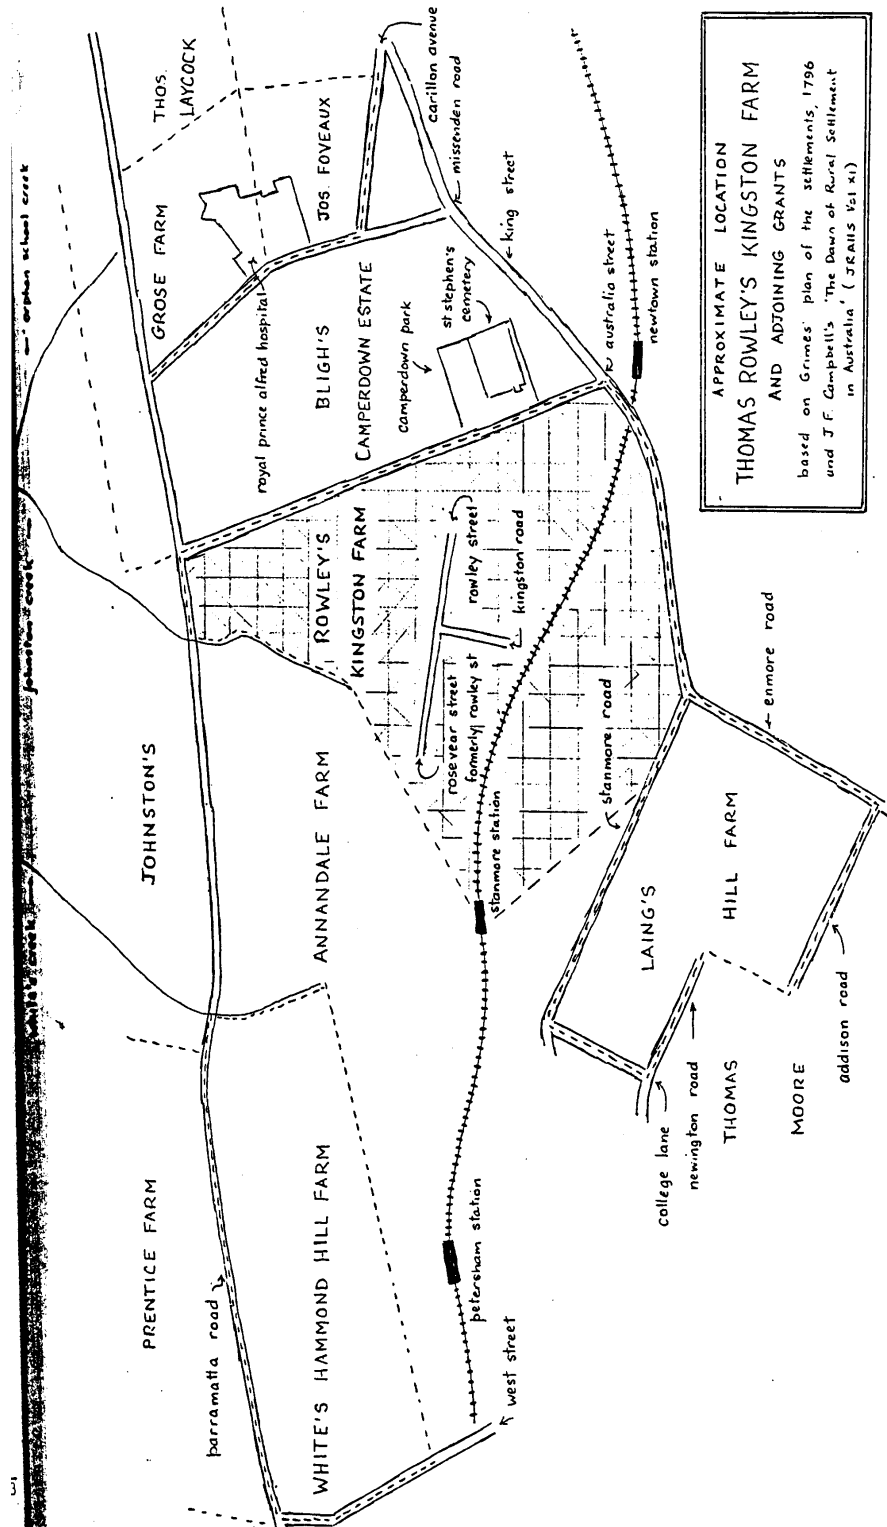 APPROXIMATE LOCATION
THOMAS ROWLEY'S KINGSTON FARM
AND ADJOINING GRANTS
based on Grimes' plan of the settlements, 1796
and J F. Campbell's 'The Dawn of Rural Settlement
in Australia' (JRAHS Vol XI)
white's creek
johnston creek
orphan school creek
PRENTICE FARM
JOHNSTON'S
GROSE FARM
THOS.
LAYCOCK
parramatta road
royal prince alfred hospital
JOS. FOVEAUX
carillon avenue
missenden road
WHITE'S HAMMOND HILL FARM
ANNANDALE FARM
ROWLEY'S
KINGSTON FARM
BLIGH'S
CAMPERDOWN ESTATE
camperdown park
st stephen's
cemetery
king street
rosevear street
formerly rowley st
rowley street
kingston road
petersham station
stanmore station
west street
stanmore road
australia street
newtown station
LAING'S
HILL FARM
enmore road
college lane
newington road
THOMAS
MOORE
addison road